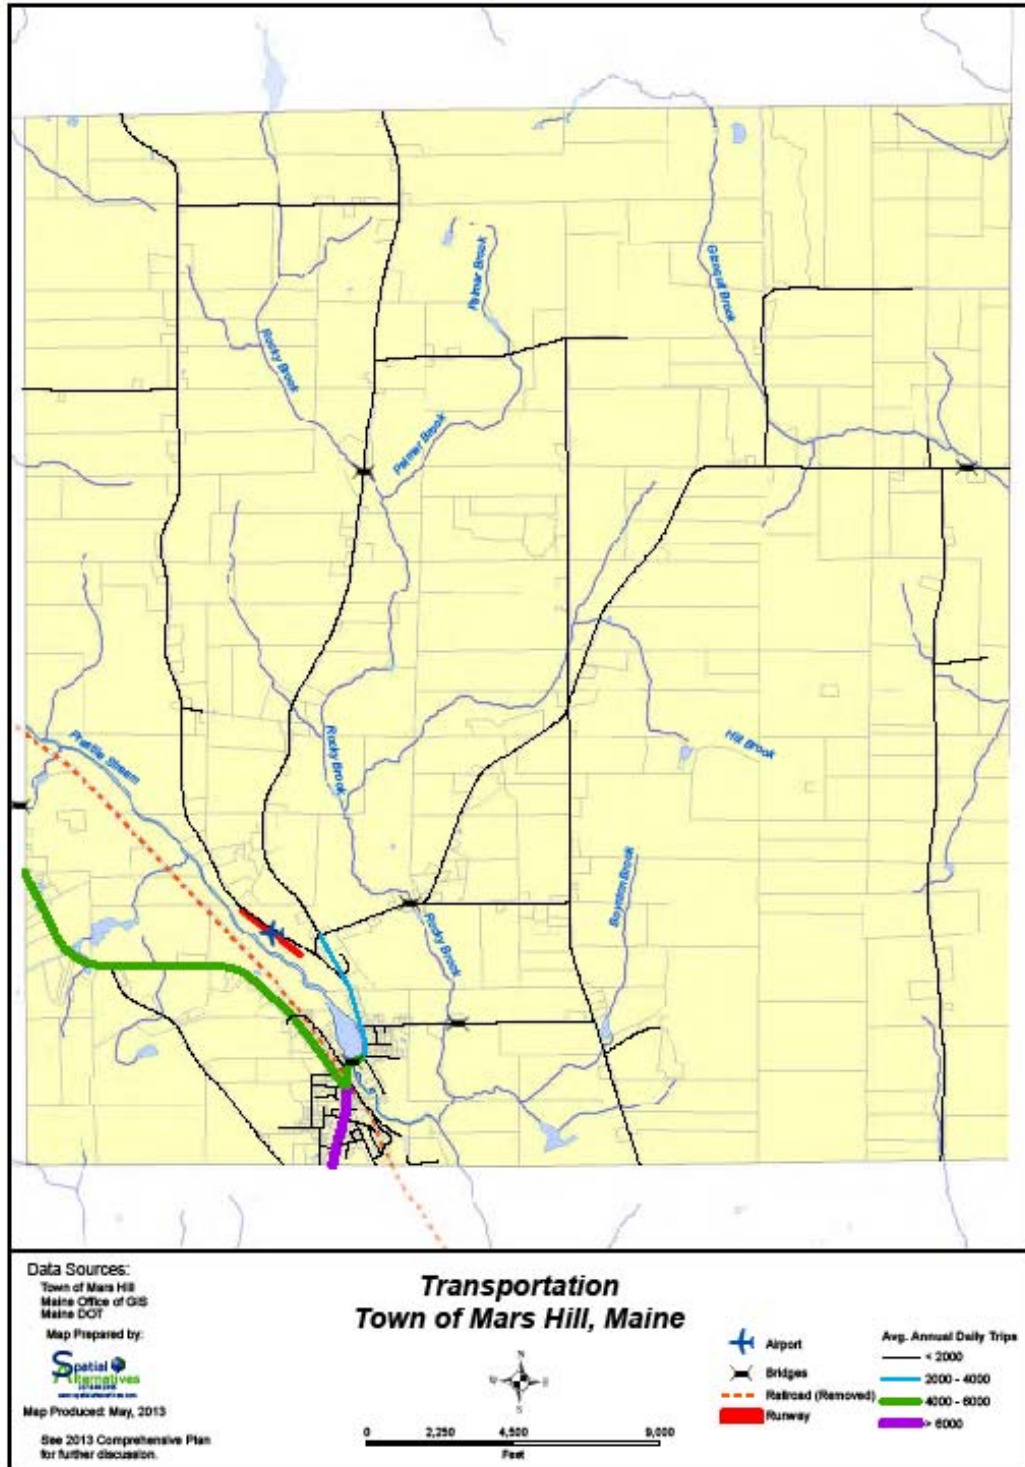 Palmer Brook
Rocky Brook
Palmer Brook
Rocky Brook
Prestile Stream
Hill Brook
Boynton Brook
Rocky Brook
Data Sources:
Town of Mars Hill
Maine Office of GIS
Maine DOT
Map Prepared by:
Spatial
Alternatives
Map Produced: May, 2013
See 2013 Comprehensive Plan
for further discussion.
Transportation
Town of Mars Hill, Maine
N
W E
S
0 2,250 4,500 9,000
Feet
Airport
Bridges
Railroad (Removed)
Runway
Avg. Annual Daily Trips
< 2000
2000 - 4000
4000 - 6000
> 6000